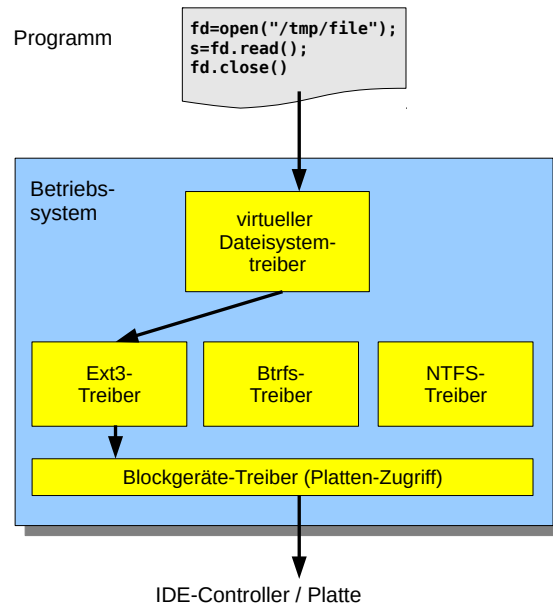 Programm
fd=open("/tmp/file");
s=fd.read();
fd.close()
Betriebs-
system
virtueller
Dateisystem-
treiber
Ext3-
Treiber
Btrfs-
Treiber
NTFS-
Treiber
Blockgeräte-Treiber (Platten-Zugriff)
IDE-Controller / Platte